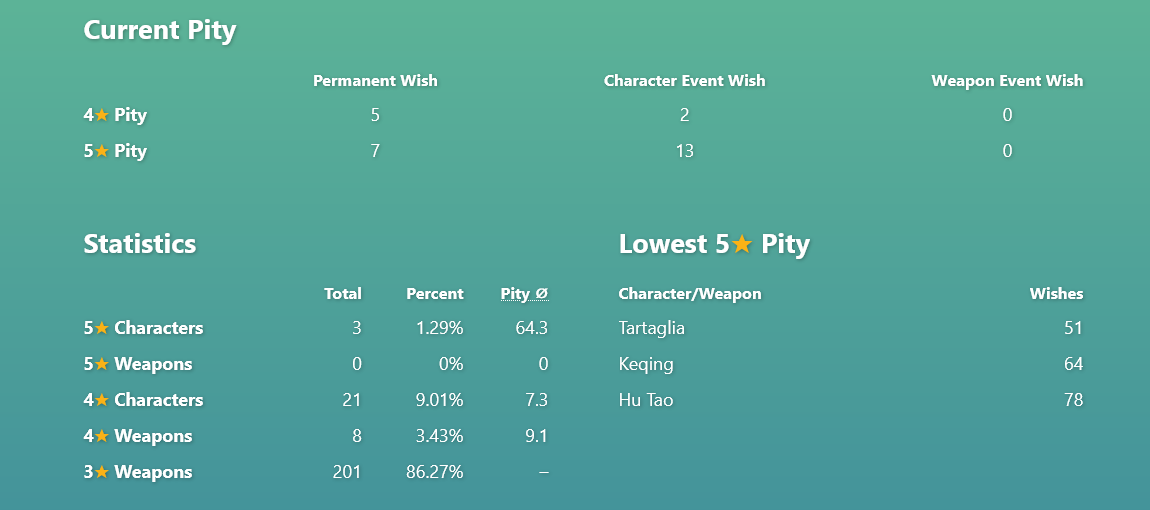 Current Pity
Permanent Wish Character Event Wish Weapon Event Wish
4★ Pity 5 2 0
5★ Pity 7 13 0
Statistics
Total Percent Pity Ø
5★ Characters 3 1.29% 64.3
5★ Weapons 0 0% 0
4★ Characters 21 9.01% 7.3
4★ Weapons 8 3.43% 9.1
3★ Weapons 201 86.27% –
Lowest 5★ Pity
Character/Weapon Wishes
Tartaglia 51
Keqing 64
Hu Tao 78